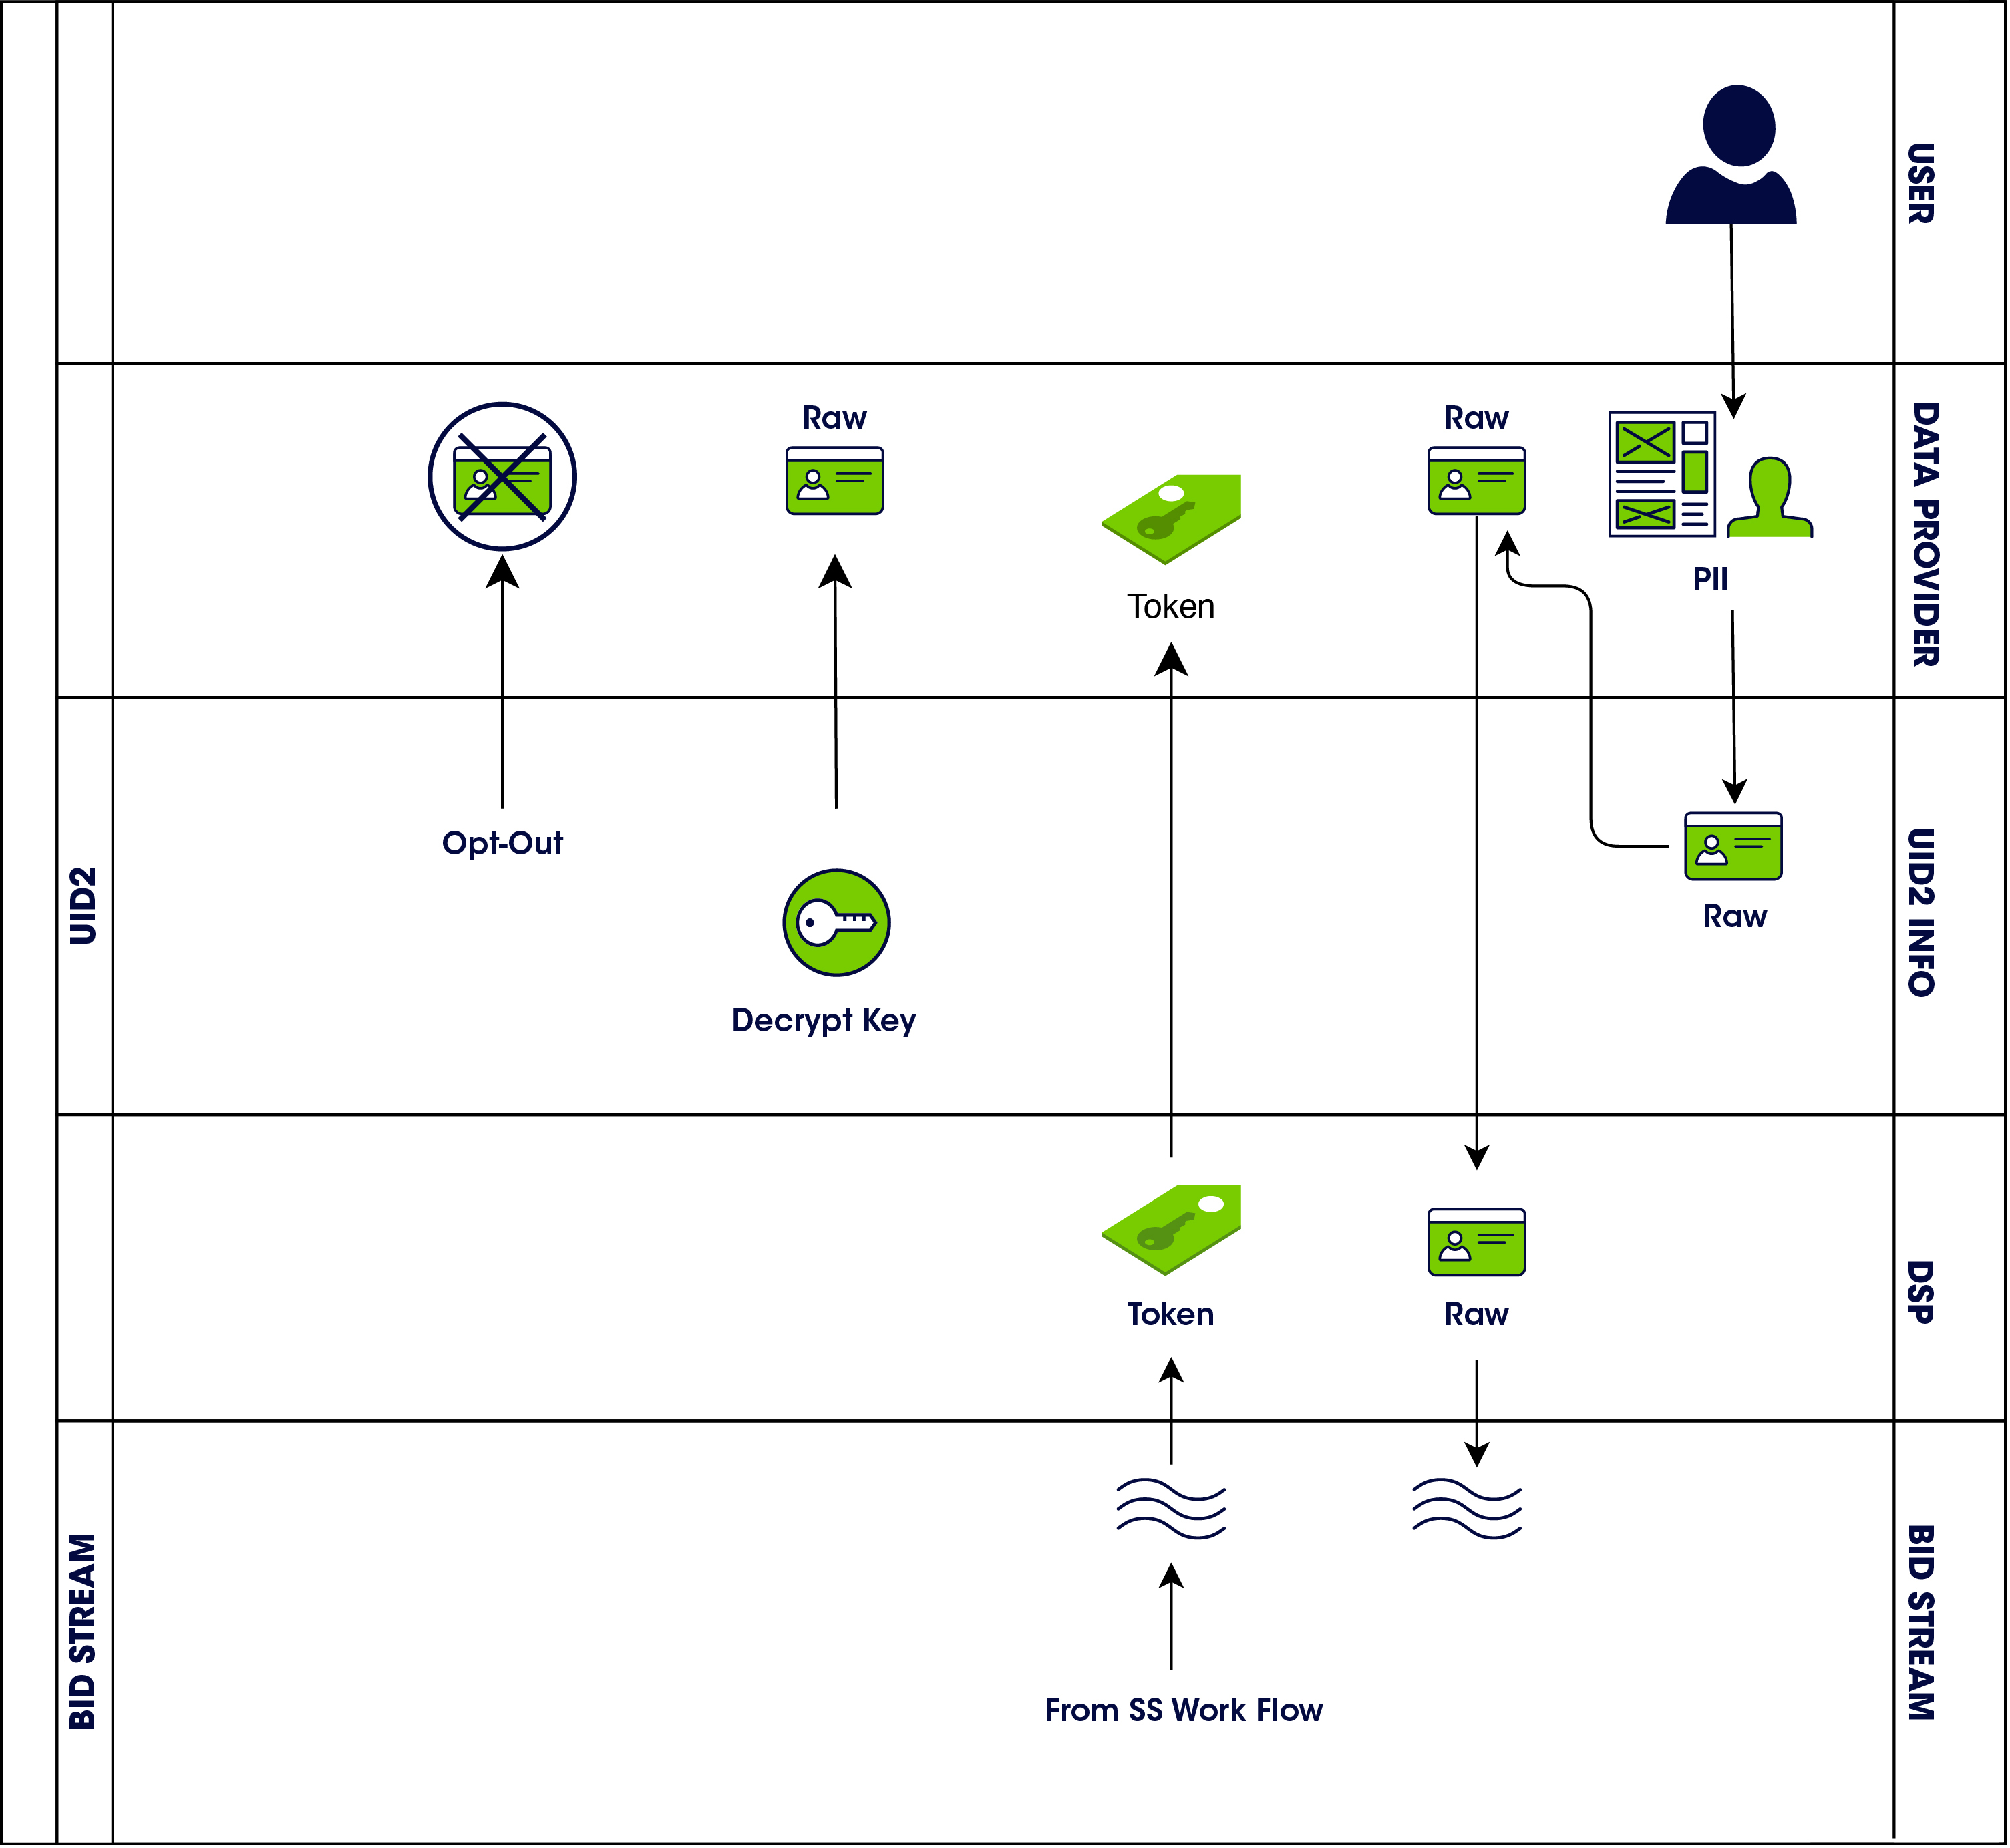 USER
Raw
Raw
Token
PII
DATA PROVIDER
Opt-Out
Raw
Decrypt Key
UID2
UID2 INFO
Token
Raw
DSP
From SS Work Flow
BID STREAM
BID STREAM